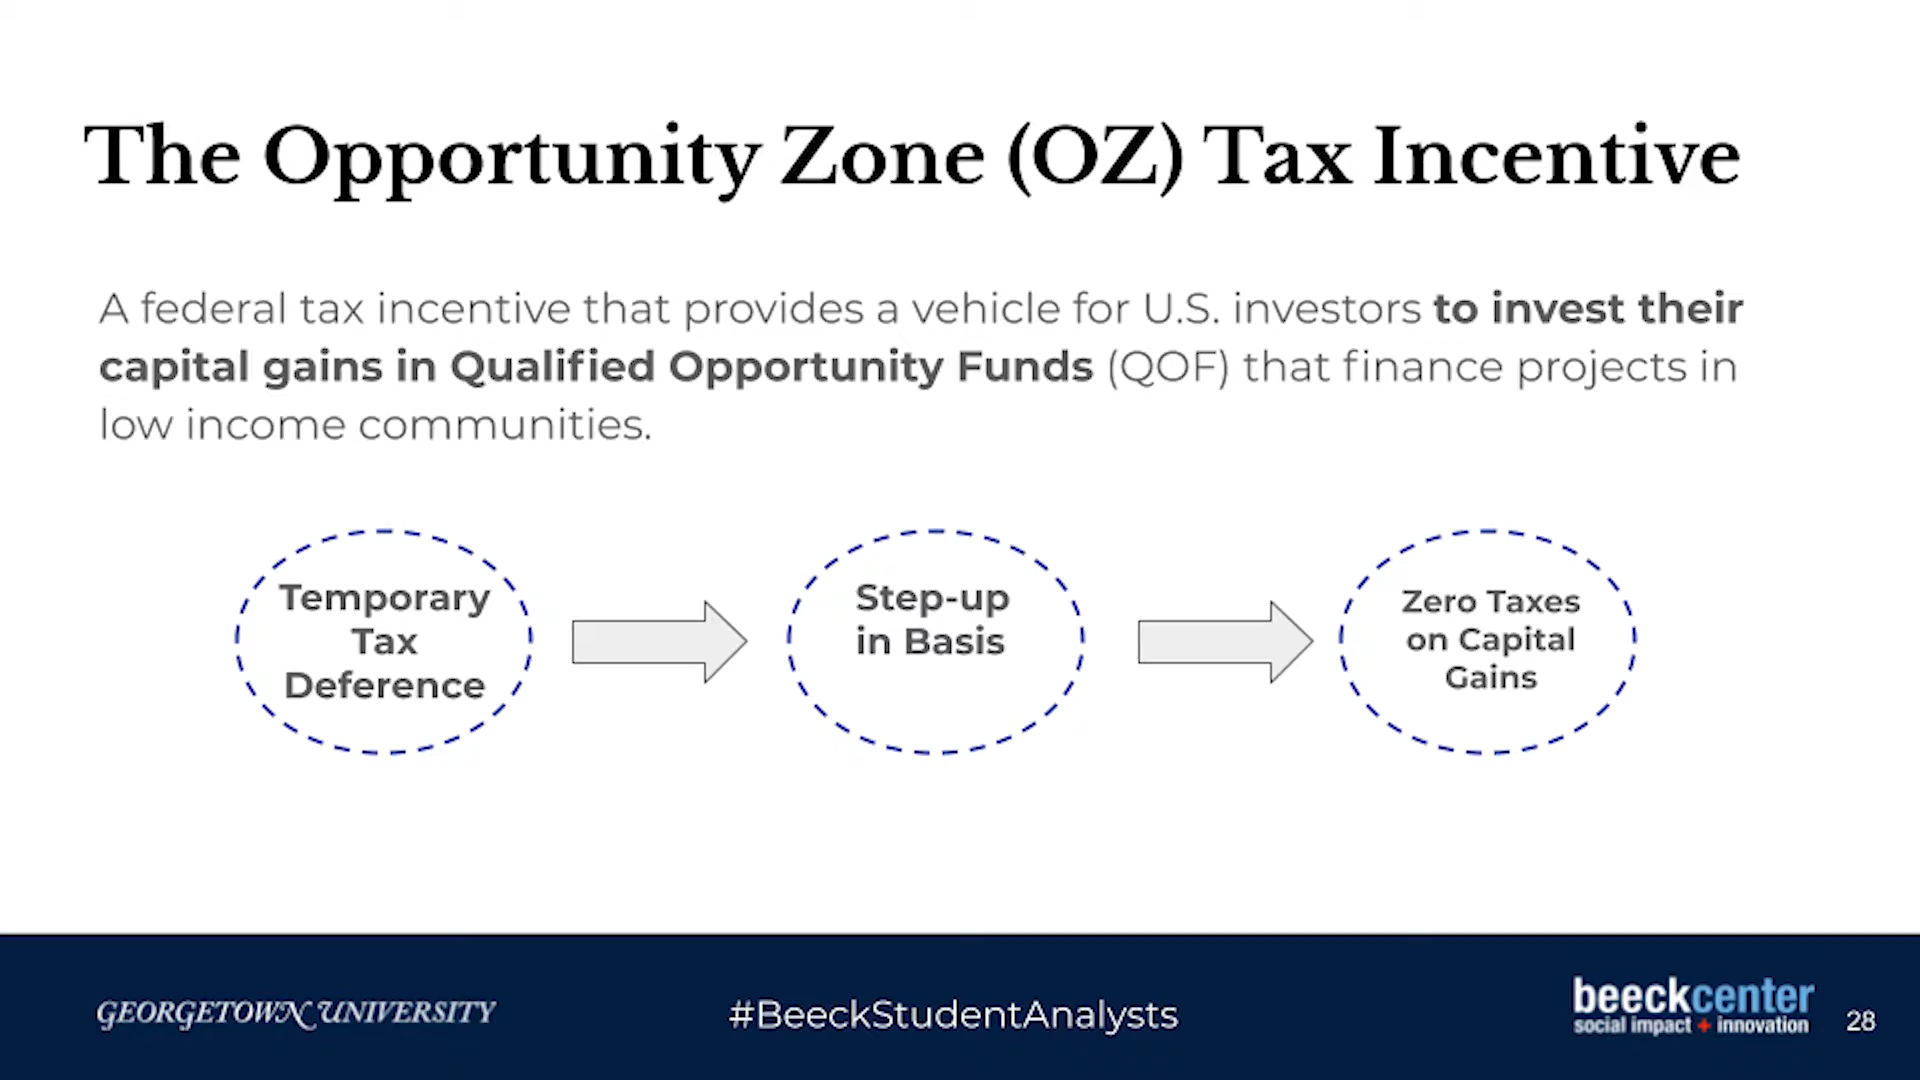 The Opportunity Zone (OZ) Tax Incentive
A federal tax incentive that provides a vehicle for U.S. investors to invest their
capital gains in Qualified Opportunity Funds (QOF) that finance projects in
low income communities.
Temporary
Tax
Deference
Step-up
in Basis
Zero Taxes
on Capital
Gains
GEORGETOWN UNIVERSITY
#BeeckStudentAnalysts
beeckcenter
social impact + innovation
28